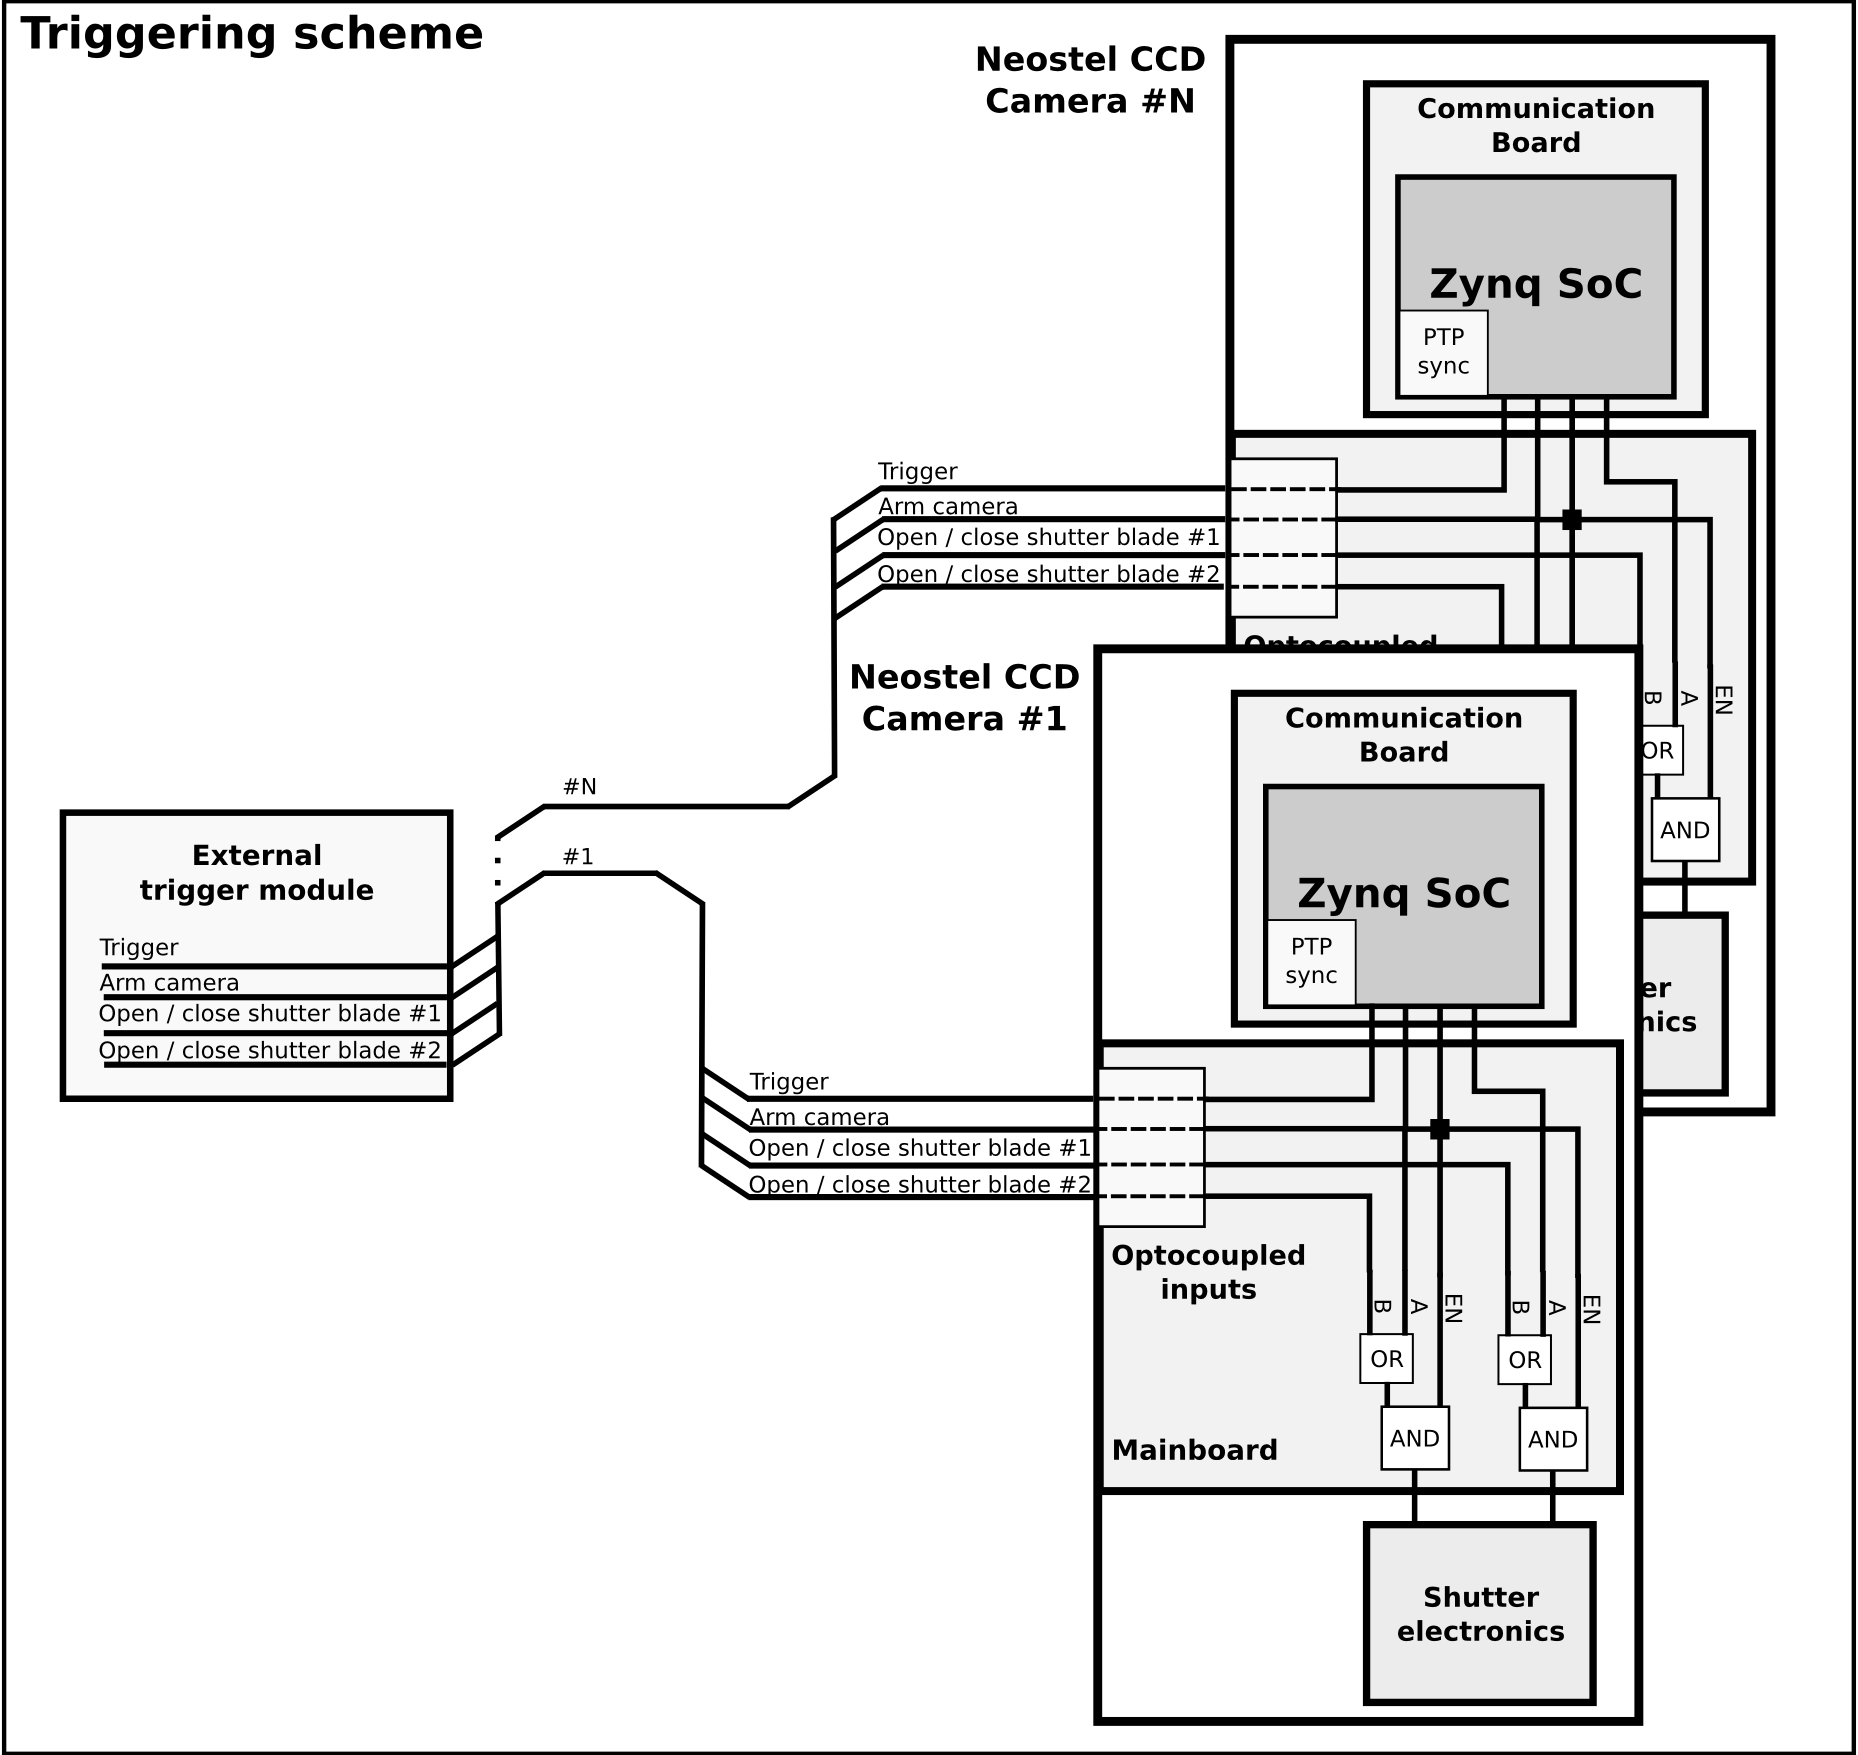 Triggering scheme
Neostel CCD
Camera #N
Communication
Board
Zynq SoC
PTP
sync
Trigger
Arm camera
Open / close shutter blade #1
Open / close shutter blade #2
Optocoupled
B
A
EN
OR
AND
er
nics
Neostel CCD
Camera #1
Communication
Board
Zynq SoC
PTP
sync
#N
#1
External
trigger module
Trigger
Arm camera
Open / close shutter blade #1
Open / close shutter blade #2
Trigger
Arm camera
Open / close shutter blade #1
Open / close shutter blade #2
Optocoupled
inputs
B
A
EN
B
A
EN
OR
OR
AND
AND
Mainboard
Shutter
electronics